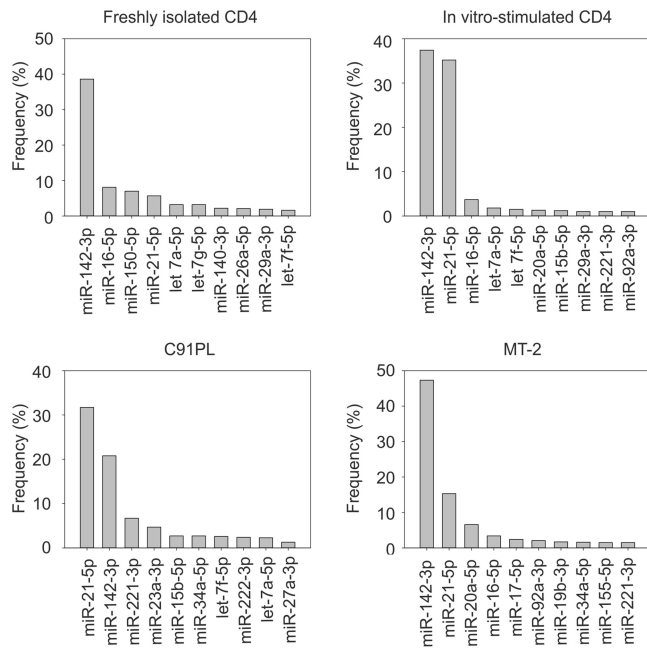 Freshly isolated CD4
Frequency (%)
50
40
30
20
10
0
miR-142-3p
miR-16-5p
miR-150-5p
miR-21-5p
let 7a-5p
let-7g-5p
miR-140-3p
miR-26a-5p
miR-29a-3p
let-7f-5p
In vitro-stimulated CD4
Frequency (%)
40
30
20
10
0
miR-142-3p
miR-21-5p
miR-16-5p
let-7a-5p
let 7f-5p
miR-20a-5p
miR-15b-5p
miR-29a-3p
miR-221-3p
miR-92a-3p
C91PL
Frequency (%)
40
30
20
10
0
miR-21-5p
miR-142-3p
miR-221-3p
miR-23a-3p
miR-15b-5p
miR-34a-5p
let-7f-5p
miR-222-3p
let-7a-5p
miR-27a-3p
MT-2
Frequency (%)
50
40
30
20
10
0
miR-142-3p
miR-21-5p
miR-20a-5p
miR-16-5p
miR-17-5p
miR-92a-3p
miR-19b-3p
miR-34a-5p
miR-155-5p
miR-221-3p